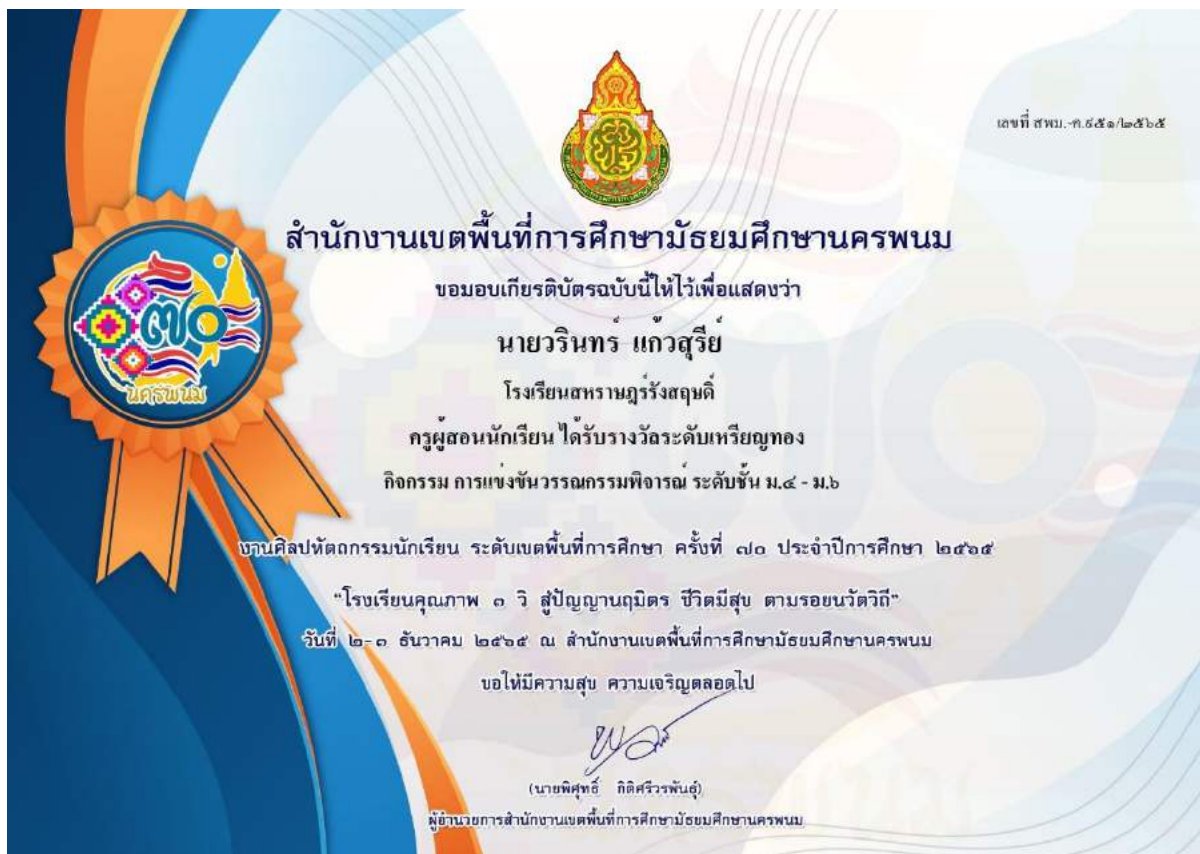 เลขที่ สพม.-ค.๕๕๑/๒๕๖๕
สำนักงานเขตพื้นที่การศึกษามัธยมศึกษานครพนม
ขอมอบเกียรติบัตรฉบับนี้ให้ไว้เพื่อแสดงว่า
นายวรินทร์ แก้วสุรีย์
โรงเรียนสหราษฎร์รังสฤษดิ์
ครูผู้สอนนักเรียน ได้รับรางวัลระดับเหรียญทอง
กิจกรรม การแข่งขันวรรณกรรมพิจารณ์ ระดับชั้น ม.๔ - ม.๖
งานศิลปหัตถกรรมนักเรียน ระดับเขตพื้นที่การศึกษา ครั้งที่ ๗๐ ประจำปีการศึกษา ๒๕๖๕
“โรงเรียนคุณภาพ ๓ วิ สู่ปัญญานฤมิตร ชีวิตมีสุข ตามรอยนวัตวิถี”
วันที่ ๒-๓ ธันวาคม ๒๕๖๕ ณ สำนักงานเขตพื้นที่การศึกษามัธยมศึกษานครพนม
ขอให้มีความสุข ความเจริญตลอดไป
(นายพิศุทธิ์ กิติศรีวรพันธุ์)
ผู้อำนวยการสำนักงานเขตพื้นที่การศึกษามัธยมศึกษานครพนม
๗๐
นครพนม